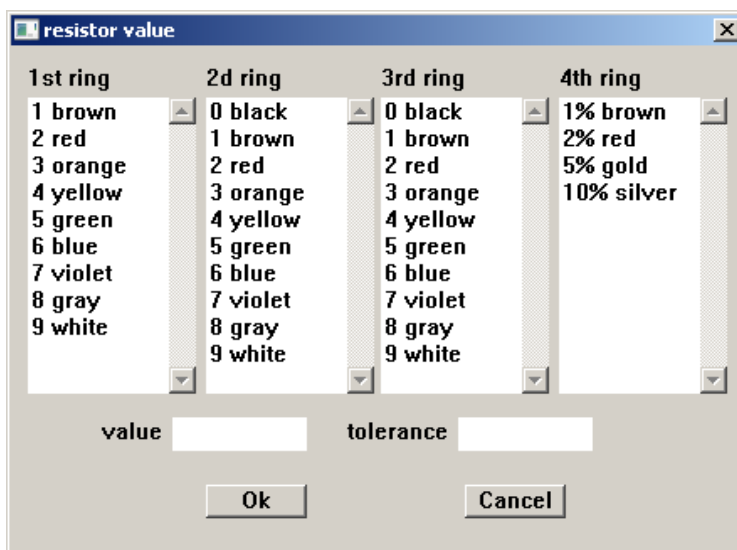 resistor value
1st ring 2d ring 3rd ring 4th ring
1 brown 0 black 0 black 1% brown
2 red 1 brown 1 brown 2% red
3 orange 2 red 2 red 5% gold
4 yellow 3 orange 3 orange 10% silver
5 green 4 yellow 4 yellow
6 blue 5 green 5 green
7 violet 6 blue 6 blue
8 gray 7 violet 7 violet
9 white 8 gray 8 gray
9 white 9 white
value tolerance
Ok Cancel